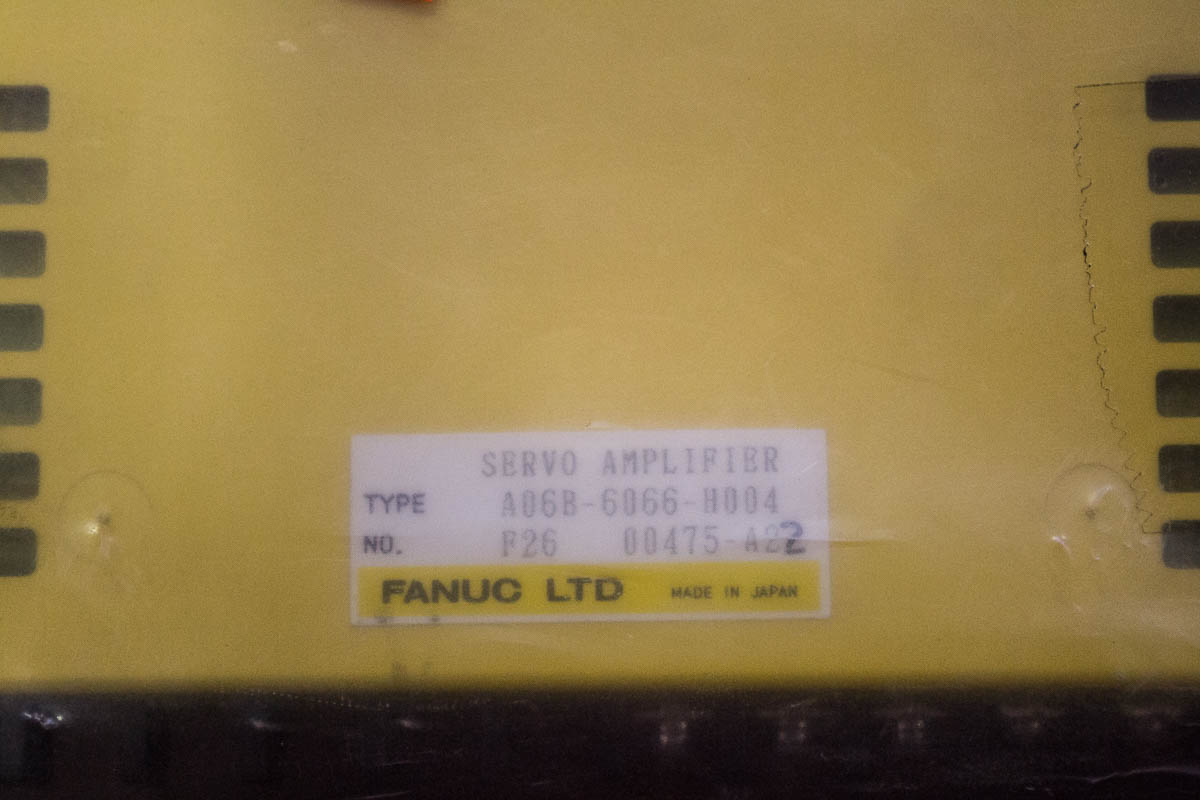 SERVO AMPLIFIER
TYPE A06B-6066-H004
NO. F26 00475-A22
FANUC LTD MADE IN JAPAN